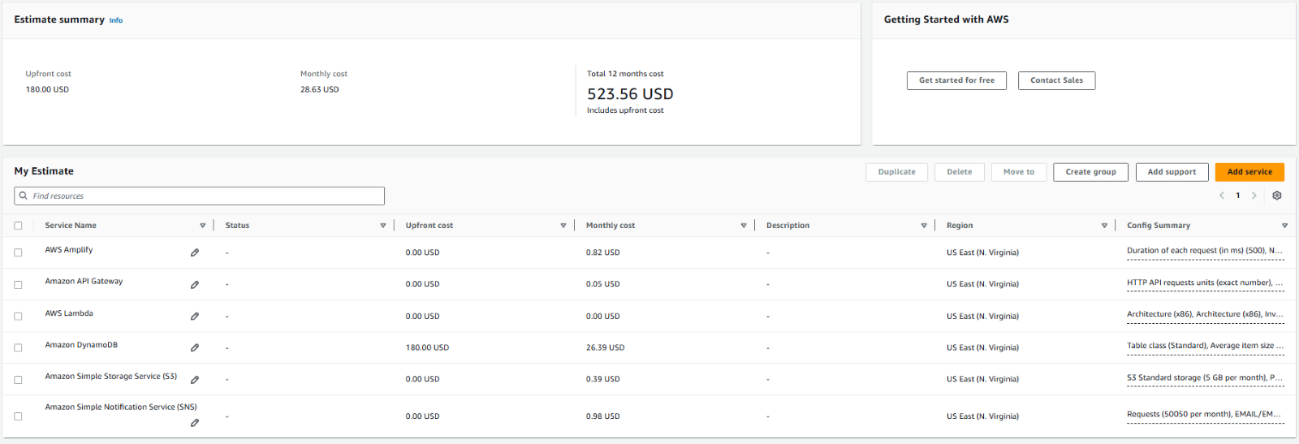 Estimate summary Info
Getting Started with AWS
Upfront cost
180.00 USD
Monthly cost
28.63 USD
Total 12 months cost
523.56 USD
Includes upfront cost
Get started for free
Contact Sales
My Estimate
Duplicate
Delete
Move to
Create group
Add support
Add service
Find resources
1
Service Name Status Upfront cost Monthly cost Description Region Config Summary
AWS Amplify - 0.00 USD 0.82 USD - US East (N. Virginia) Duration of each request (in ms) (500), N...
Amazon API Gateway - 0.00 USD 0.05 USD - US East (N. Virginia) HTTP API requests units (exact number), ...
AWS Lambda - 0.00 USD 0.00 USD - US East (N. Virginia) Architecture (x86), Architecture (x86), Inv...
Amazon DynamoDB - 180.00 USD 26.39 USD - US East (N. Virginia) Table class (Standard), Average item size ...
Amazon Simple Storage Service (S3) - 0.00 USD 0.39 USD - US East (N. Virginia) S3 Standard storage (5 GB per month), P...
Amazon Simple Notification Service (SNS) - 0.00 USD 0.98 USD - US East (N. Virginia) Requests (50050 per month), EMAIL/EM...